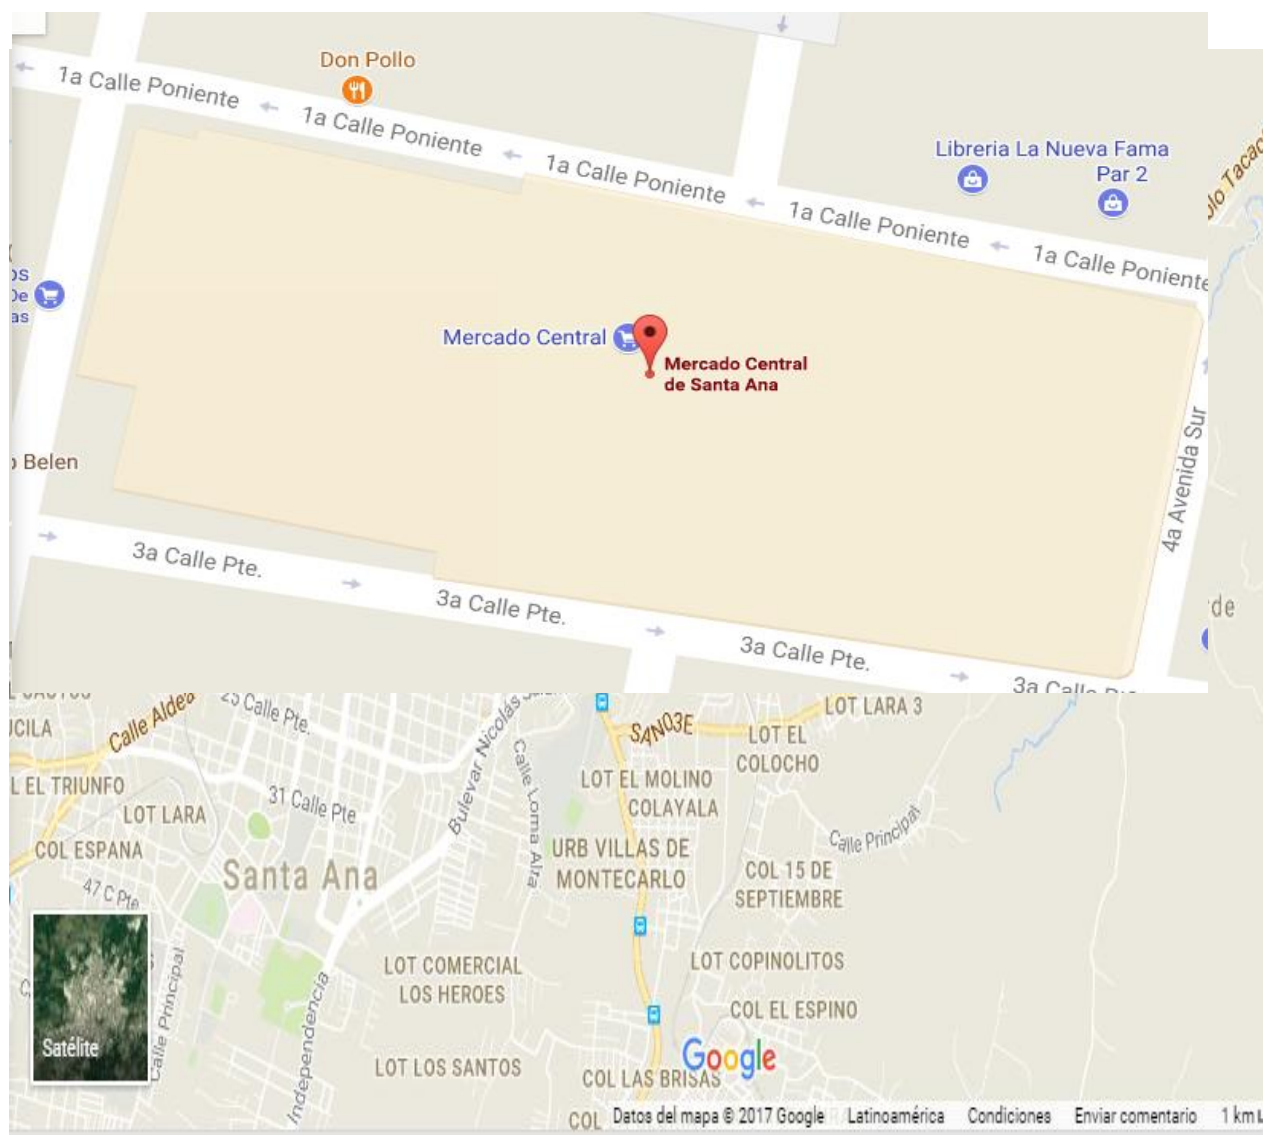 Don Pollo
1a Calle Poniente
1a Calle Poniente
1a Calle Poniente
1a Calle Poniente
1a Calle Poniente
Libreria La Nueva Fama
Par 2
Mercado Central
Mercado Central
de Santa Ana
Belen
4a Avenida Sur
3a Calle Pte.
3a Calle Pte.
3a Calle Pte.
3a Calle
Calle Aldea
25 Calle Pte.
Bulevar Nicolás
SAN03E
LOT LARA 3
LOT EL
COLOCHO
EL TRIUNFO
LOT LARA
31 Calle Pte
Calle Loma Alta
LOT EL MOLINO
COLAYALA
Calle Principal
COL ESPANA
Santa Ana
URB VILLAS DE
MONTECARLO
COL 15 DE
SEPTIEMBRE
47 C Pte
LOT COMERCIAL
LOS HEROES
LOT COPINOLITOS
COL EL ESPINO
Calle Principal
Independencia
Satélite
LOT LOS SANTOS
COL LAS BRISAS
Google
COL
Datos del mapa © 2017 Google Latinoamérica Condiciones Enviar comentario 1 km